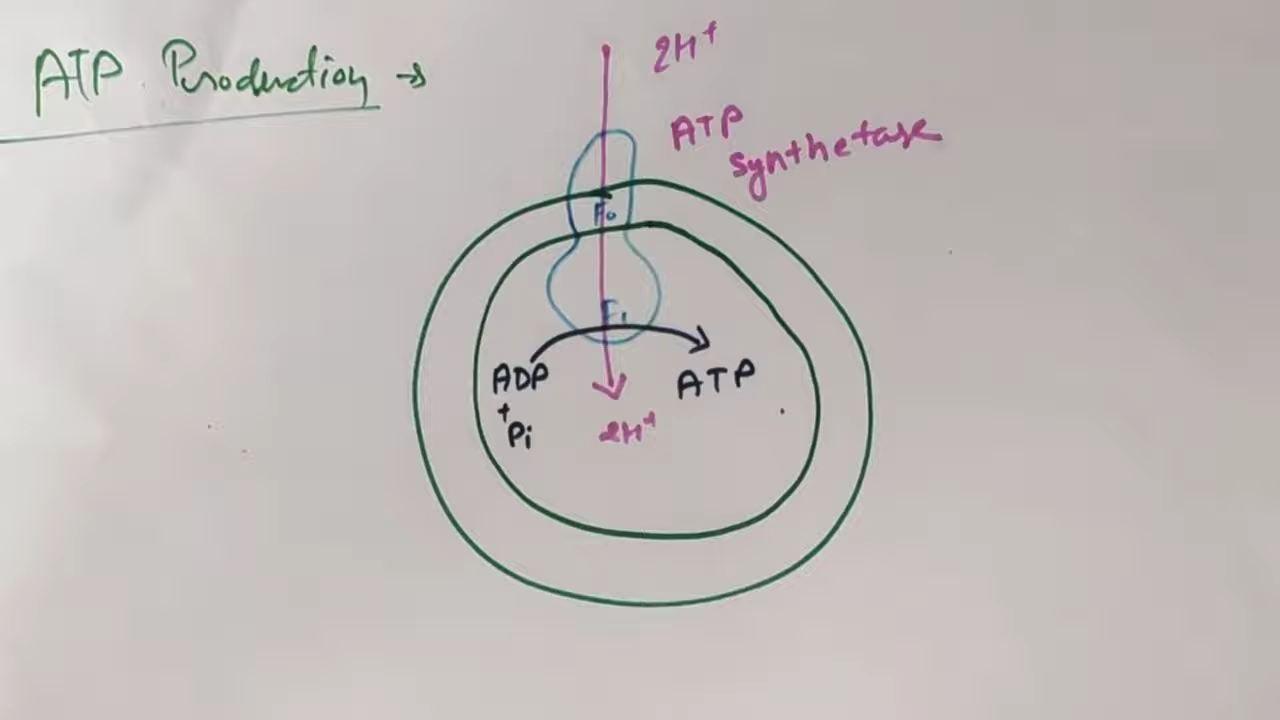 ATP Production →
2H⁺
ATP
synthetase
F₀
F₁
ADP
ATP
+
Pi
2H⁺